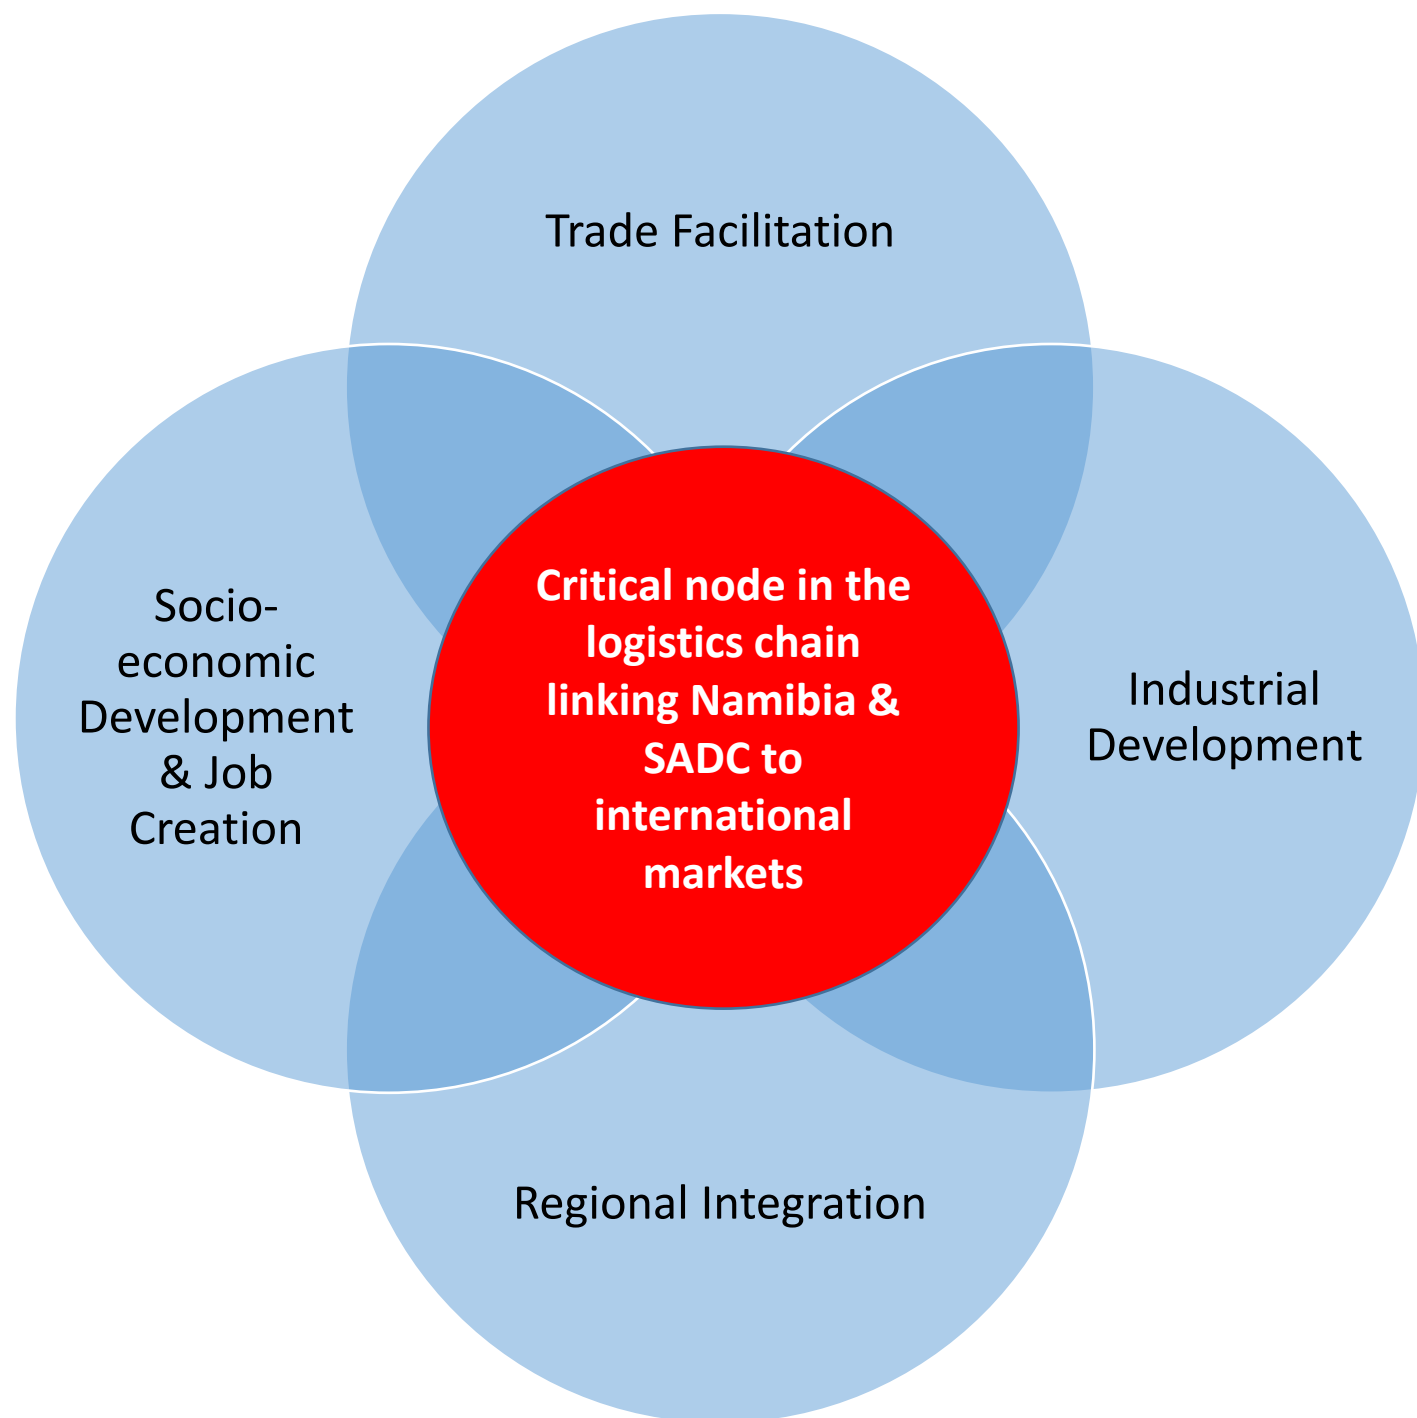 Trade Facilitation
Socio-
economic
Development
& Job
Creation
Critical node in the
logistics chain
linking Namibia &
SADC to
international
markets
Industrial
Development
Regional Integration